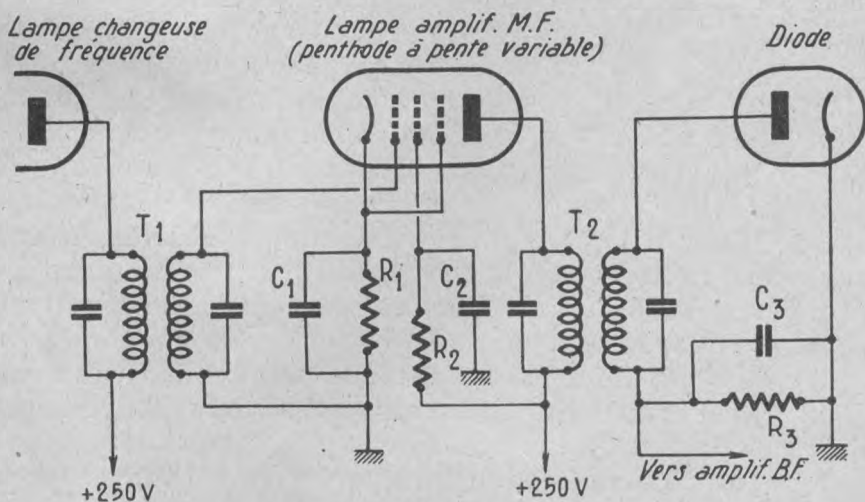 Lampe changeuse
de fréquence
Lampe amplif. M.F.
(penthode à pente variable)
Diode
T1
C1
R1
C2
R2
T2
C3
R3
+250 V
+250 V
Vers amplif. B.F.